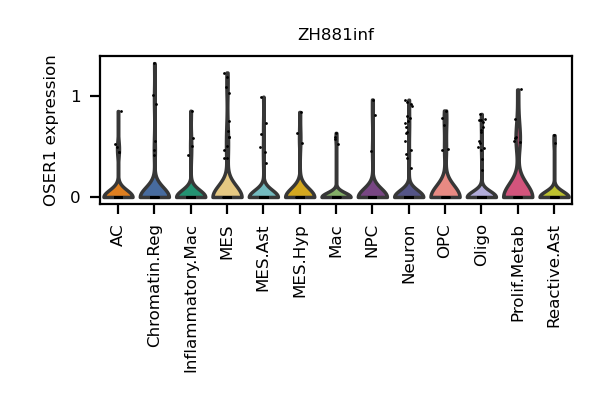 ZH881inf
OSER1 expression
1
0
AC
Chromatin.Reg
Inflammatory.Mac
MES
MES.Ast
MES.Hyp
Mac
NPC
Neuron
OPC
Oligo
Prolif.Metab
Reactive.Ast